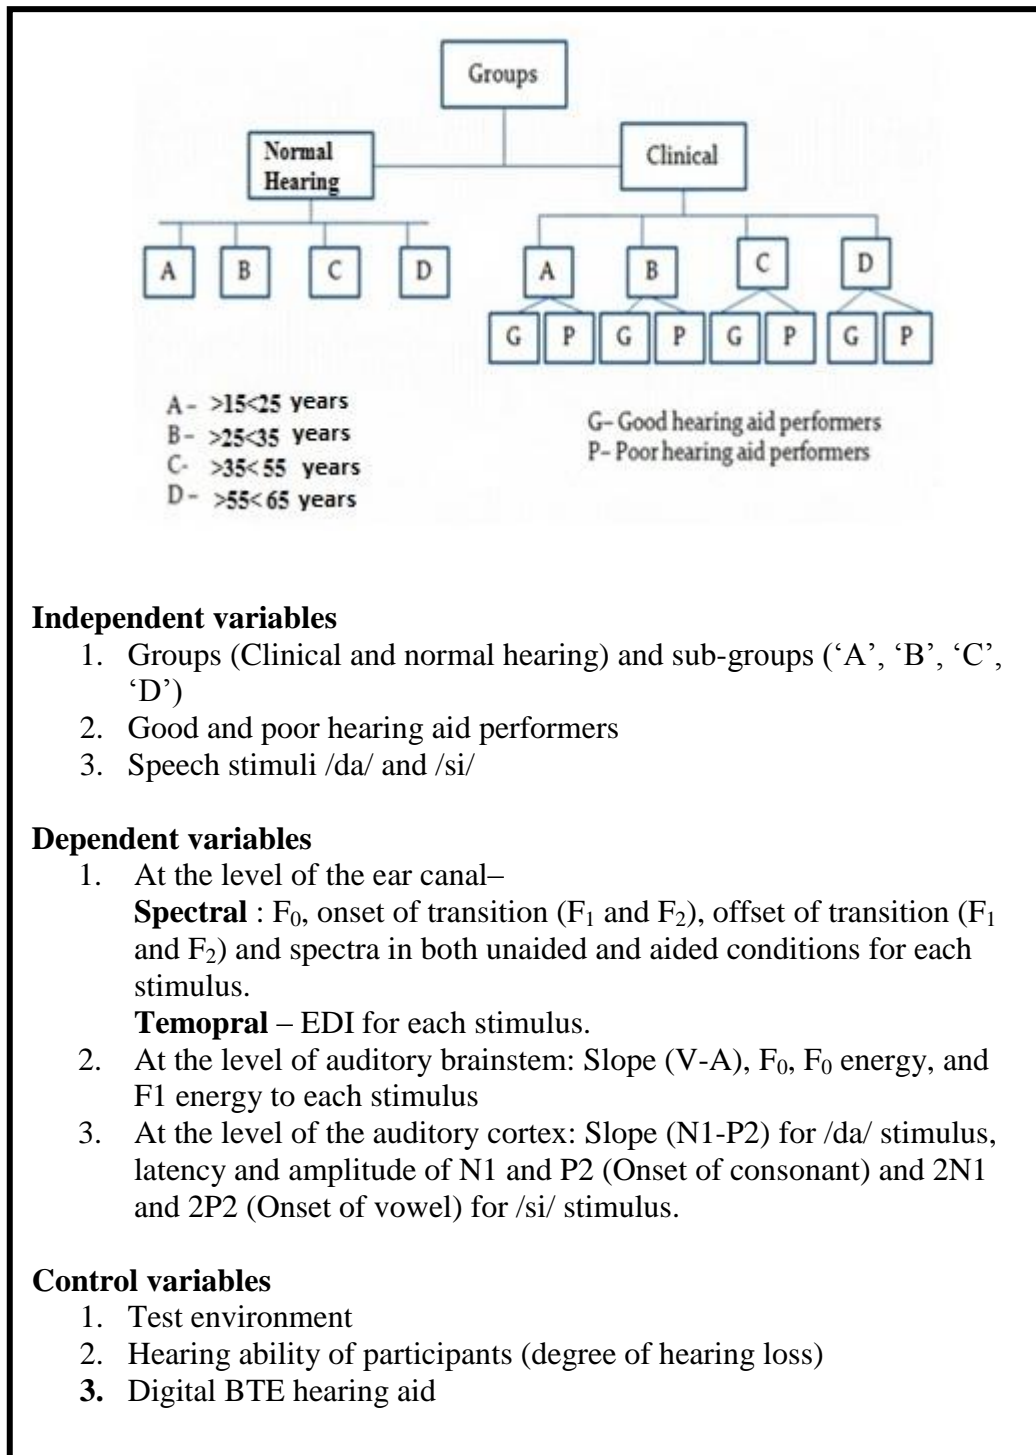 Groups
Normal
Hearing
Clinical
A B C D
A B C D
G P G P G P G P
A – >15<25 years
B – >25<35 years
C- >35< 55 years
D – >55< 65 years
G– Good hearing aid performers
P– Poor hearing aid performers
Independent variables
1. Groups (Clinical and normal hearing) and sub-groups (‘A’, ‘B’, ‘C’,
‘D’)
2. Good and poor hearing aid performers
3. Speech stimuli /da/ and /si/
Dependent variables
1. At the level of the ear canal–
Spectral : F₀, onset of transition (F₁ and F₂), offset of transition (F₁
and F₂) and spectra in both unaided and aided conditions for each
stimulus.
Temopral – EDI for each stimulus.
2. At the level of auditory brainstem: Slope (V-A), F₀, F₀ energy, and
F1 energy to each stimulus
3. At the level of the auditory cortex: Slope (N1-P2) for /da/ stimulus,
latency and amplitude of N1 and P2 (Onset of consonant) and 2N1
and 2P2 (Onset of vowel) for /si/ stimulus.
Control variables
1. Test environment
2. Hearing ability of participants (degree of hearing loss)
3. Digital BTE hearing aid